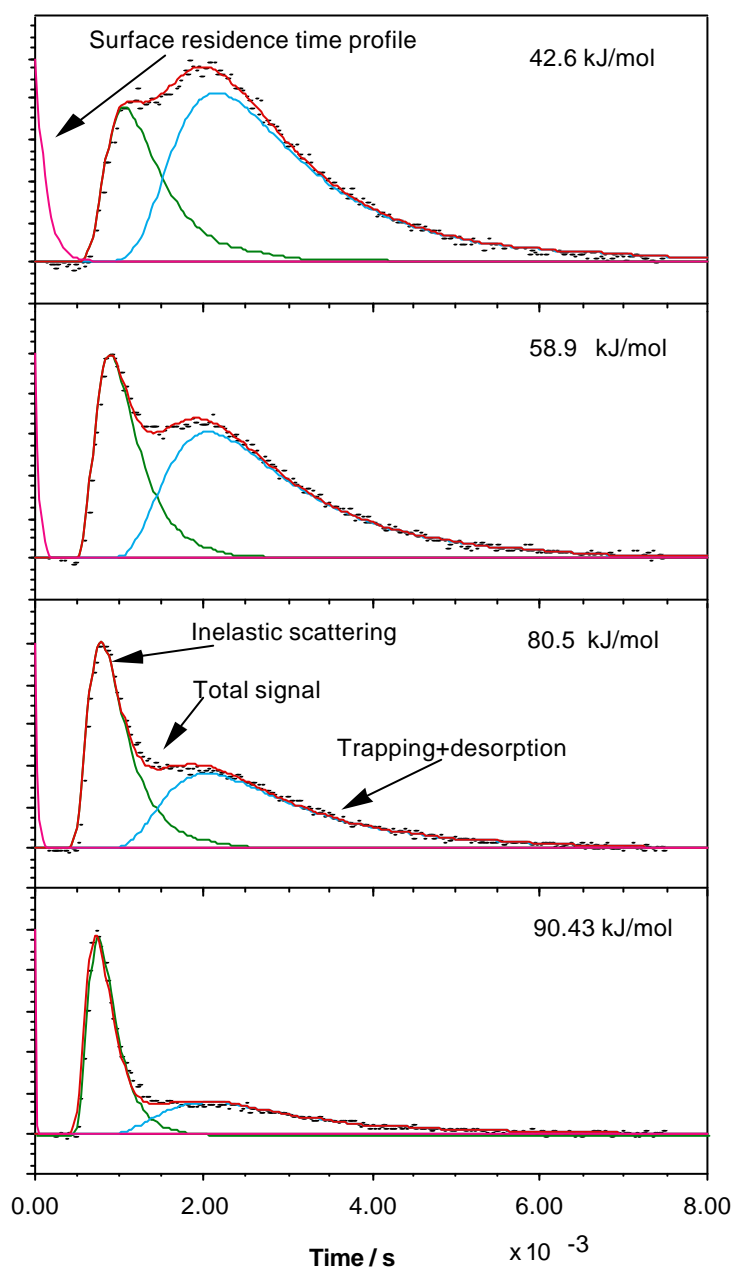 Surface residence time profile
42.6 kJ/mol
58.9 kJ/mol
Inelastic scattering
80.5 kJ/mol
Total signal
Trapping+desorption
90.43 kJ/mol
0.00 2.00 4.00 6.00 8.00
Time / s x 10 -3